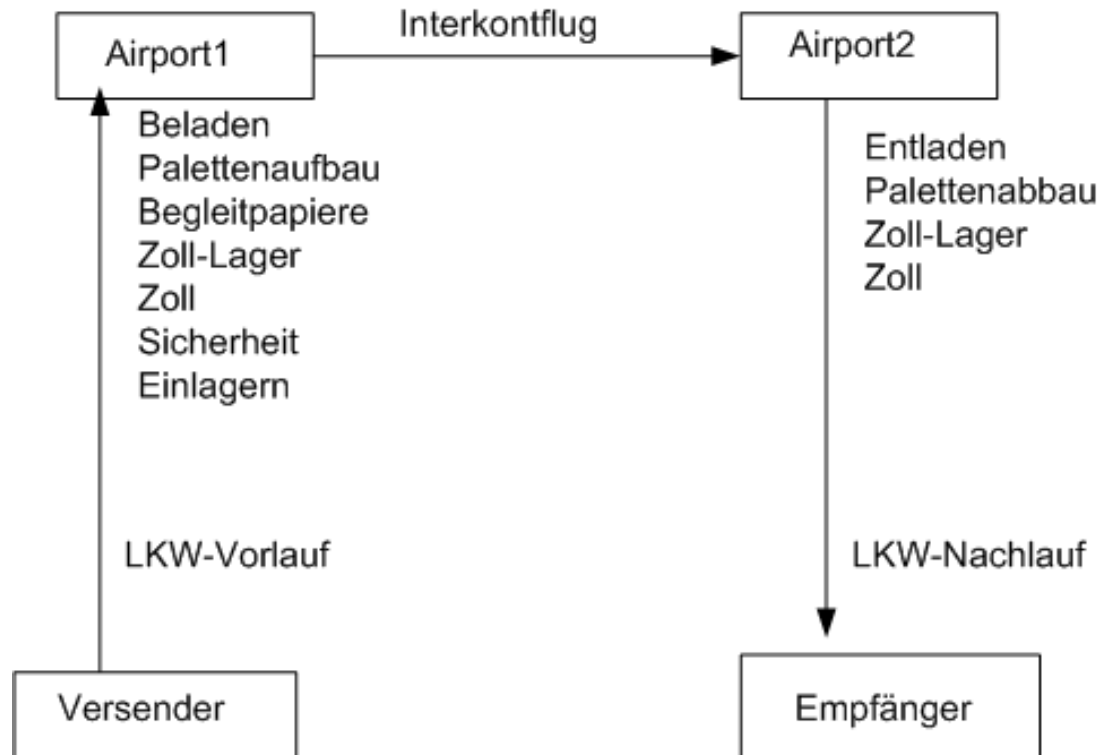 Airport1
Interkontflug
Airport2
Beladen
Palettenaufbau
Begleitpapiere
Zoll-Lager
Zoll
Sicherheit
Einlagern
Entladen
Palettenabbau
Zoll-Lager
Zoll
LKW-Vorlauf
LKW-Nachlauf
Versender
Empfänger